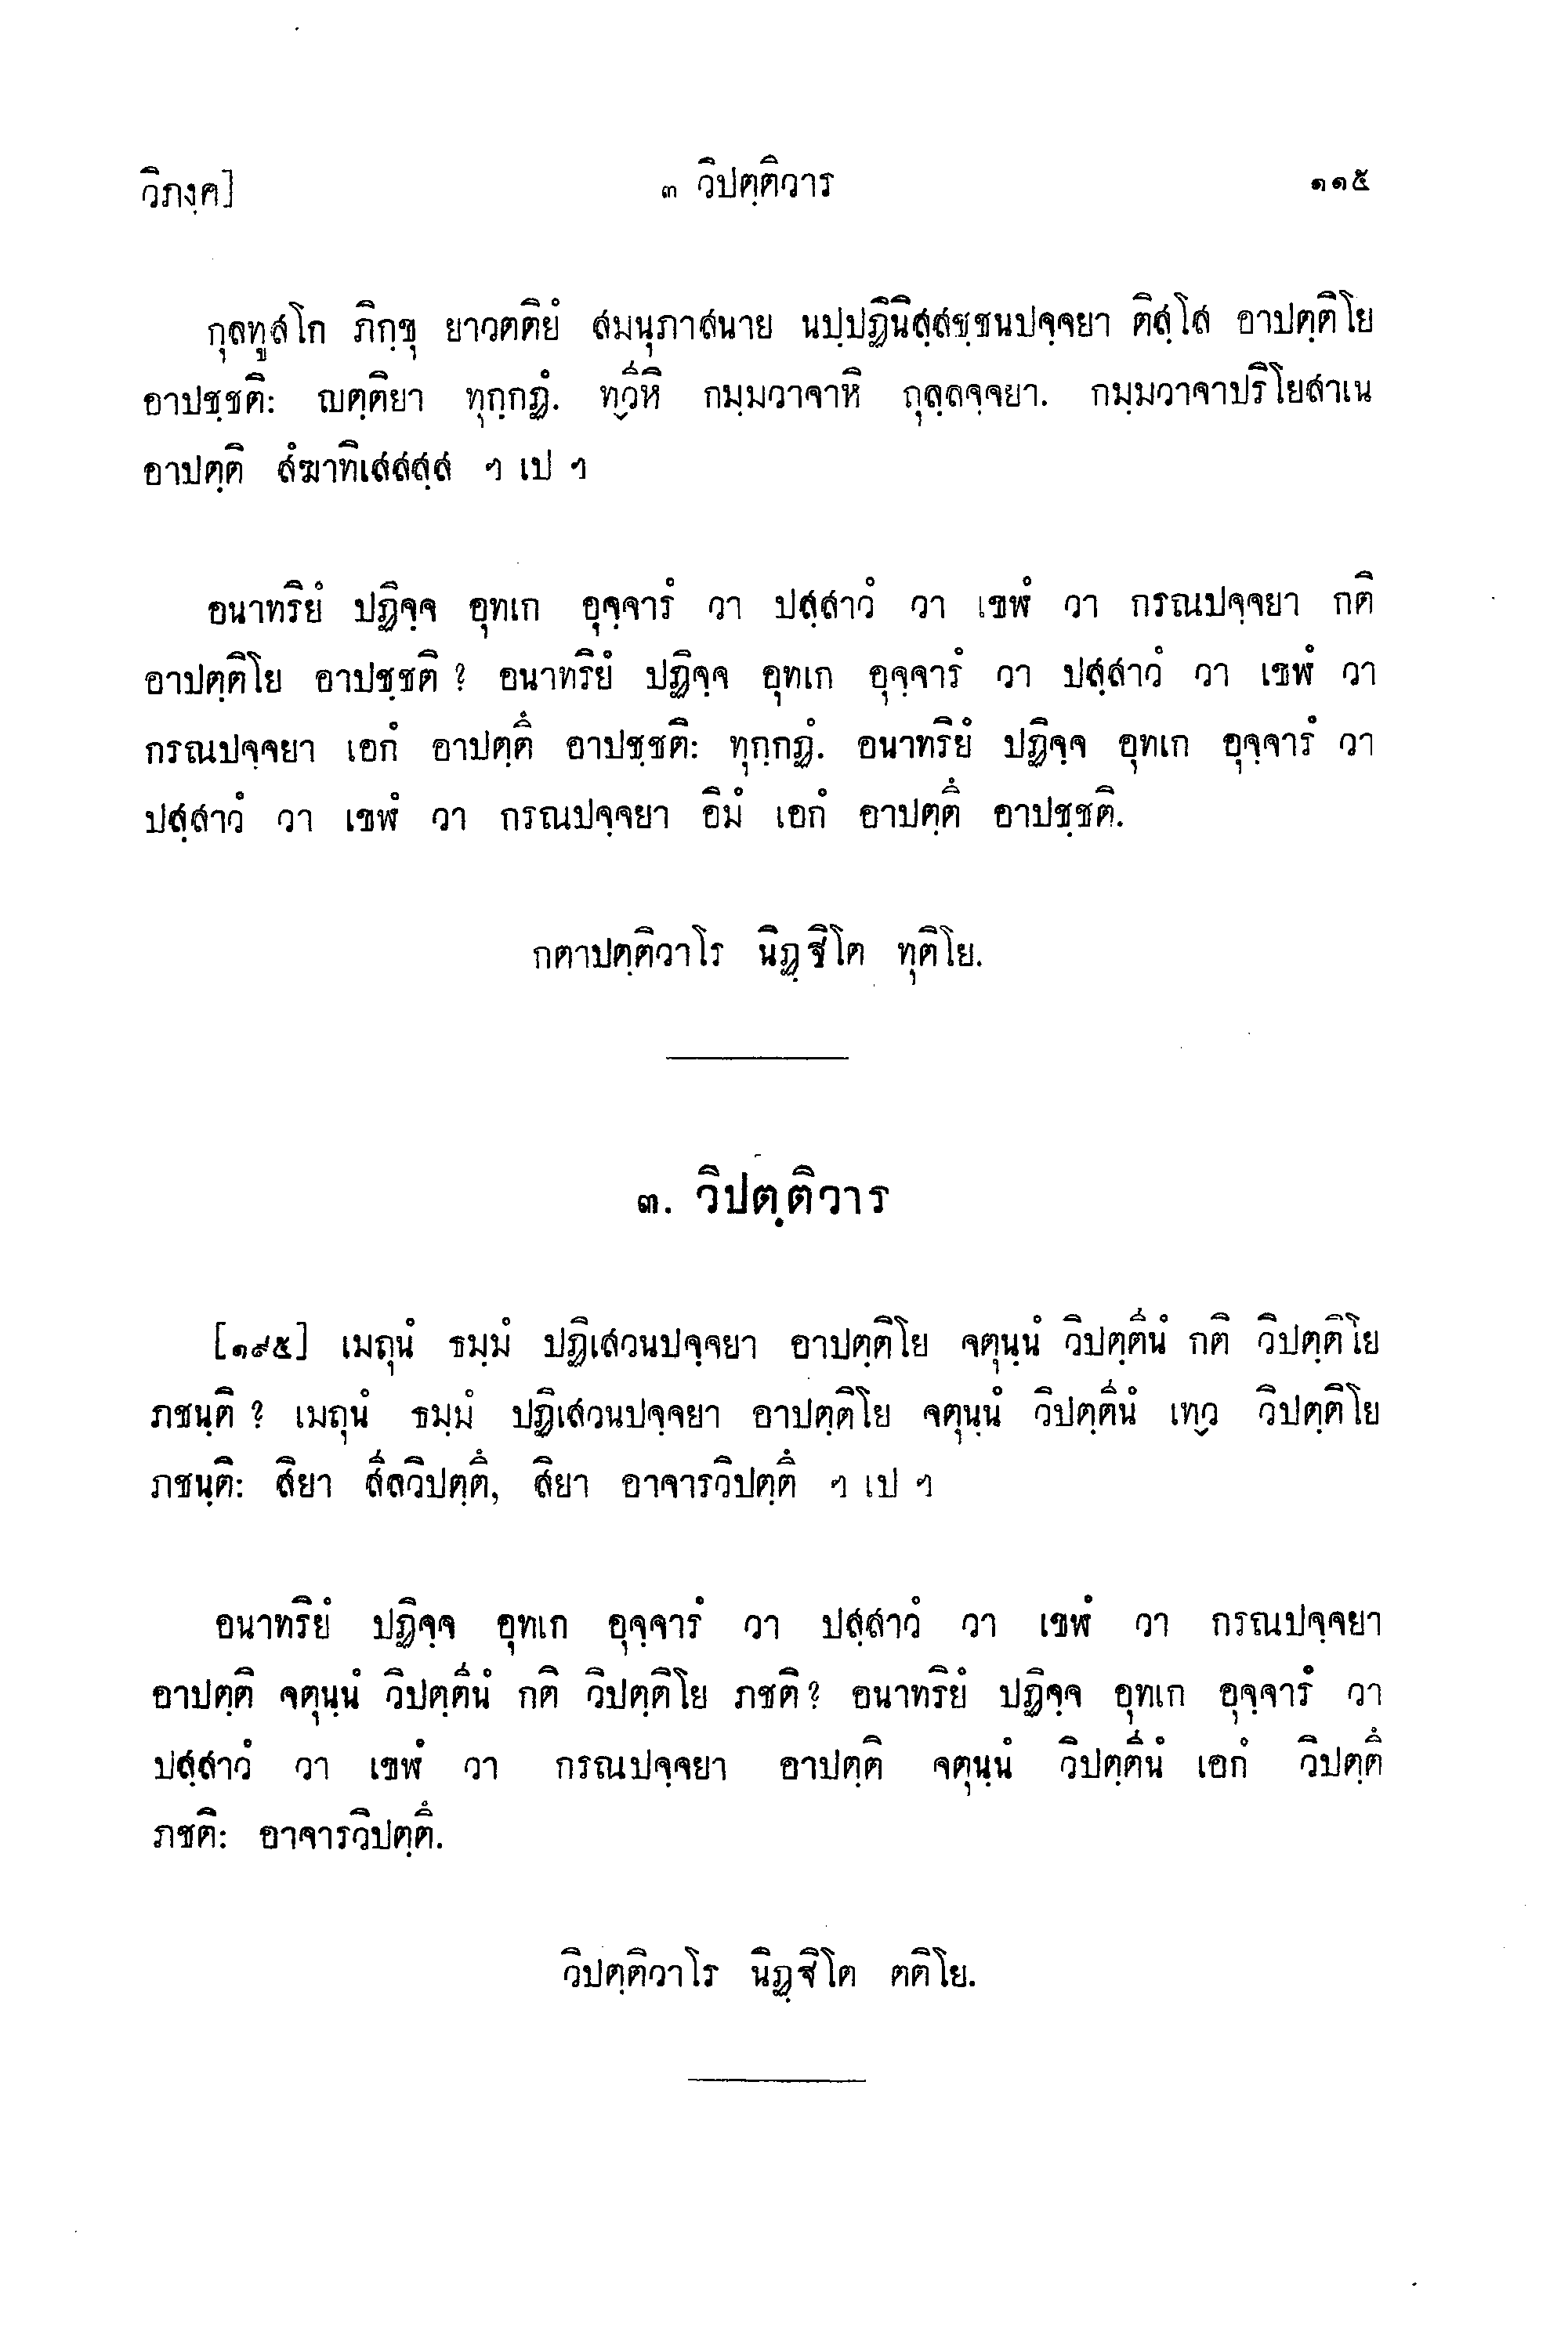 วิภงฺค]
๓ วิปตฺติวาร
๑๑๕
กุลทูสโก ภิกฺขุ ยาวตติยํ สมนุภาสนาย นปฺปฏินิสฺสชฺชนปจฺจยา ติสฺโส อาปตฺติโย
อาปชฺชติ: ญตฺติยา ทุกฺกฏํ. ทฺวีหิ กมฺมวาจาหิ ถุลฺลจฺจยา. กมฺมวาจาปริโยสาเน
อาปตฺติ สํฆาทิเสสสฺส ฯ เป ฯ
อนาทริยํ ปฏิจฺจ อุทเก อุจฺจารํ วา ปสฺสาวํ วา เขฬํ วา กรณปจฺจยา กติ
อาปตฺติโย อาปชฺชติ ? อนาทริยํ ปฏิจฺจ อุทเก อุจฺจารํ วา ปสฺสาวํ วา เขฬํ วา
กรณปจฺจยา เอกํ อาปตฺตึ อาปชฺชติ: ทุกฺกฏํ. อนาทริยํ ปฏิจฺจ อุทเก อุจฺจารํ วา
ปสฺสาวํ วา เขฬํ วา กรณปจฺจยา อิมํ เอกํ อาปตฺตึ อาปชฺชติ.
กตาปตฺติวาโร นิฏฺฐิโต ทุติโย.
๓. วิปตฺติวาร
[๑๙๕] เมถุนํ ธมฺมํ ปฏิเสวนปจฺจยา อาปตฺติโย จตุนฺนํ วิปตฺตีนํ กติ วิปตฺติโย
ภชนฺติ ? เมถุนํ ธมฺมํ ปฏิเสวนปจฺจยา อาปตฺติโย จตุนฺนํ วิปตฺตีนํ เทฺว วิปตฺติโย
ภชนฺติ: สิยา สีลวิปตฺตึ, สิยา อาจารวิปตฺตึ ฯ เป ฯ
อนาทริยํ ปฏิจฺจ อุทเก อุจฺจารํ วา ปสฺสาวํ วา เขฬํ วา กรณปจฺจยา
อาปตฺติ จตุนฺนํ วิปตฺตีนํ กติ วิปตฺติโย ภชติ ? อนาทริยํ ปฏิจฺจ อุทเก อุจฺจารํ วา
ปสฺสาวํ วา เขฬํ วา กรณปจฺจยา อาปตฺติ จตุนฺนํ วิปตฺตีนํ เอกํ วิปตฺตึ
ภชติ: อาจารวิปตฺตึ.
วิปตฺติวาโร นิฏฺฐิโต ตติโย.